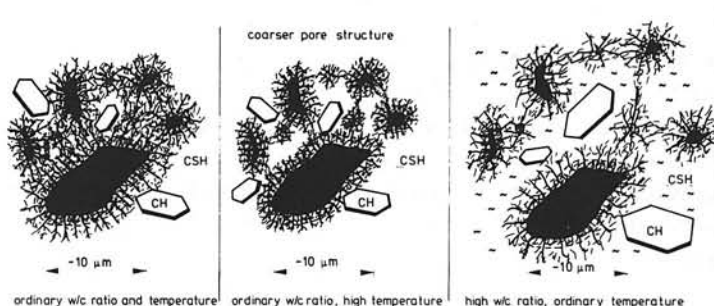 coarser pore structure
CSH
CH
~10 µm
ordinary w/c ratio and temperature
CSH
CH
~10 µm
ordinary w/c ratio, high temperature
CSH
CH
~10 µm
high w/c ratio, ordinary temperature